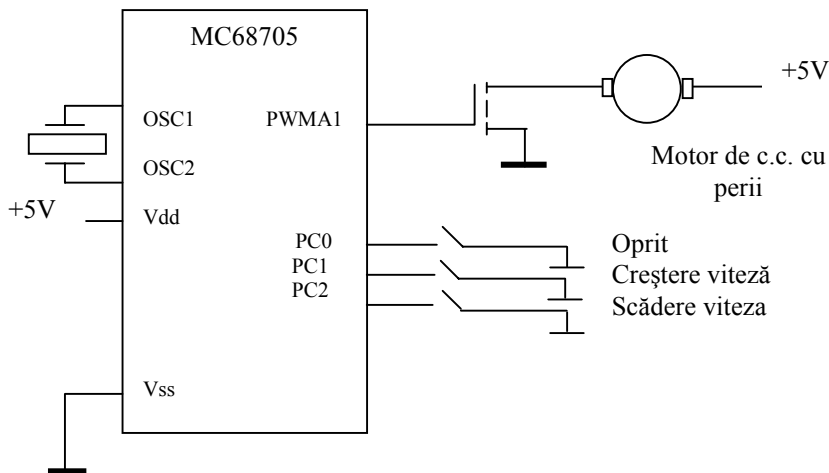 MC68705
+5V
OSC1
PWMA1
Motor de c.c. cu
perii
OSC2
+5V
Vdd
PC0
Oprit
PC1
Creştere viteză
PC2
Scădere viteza
Vss